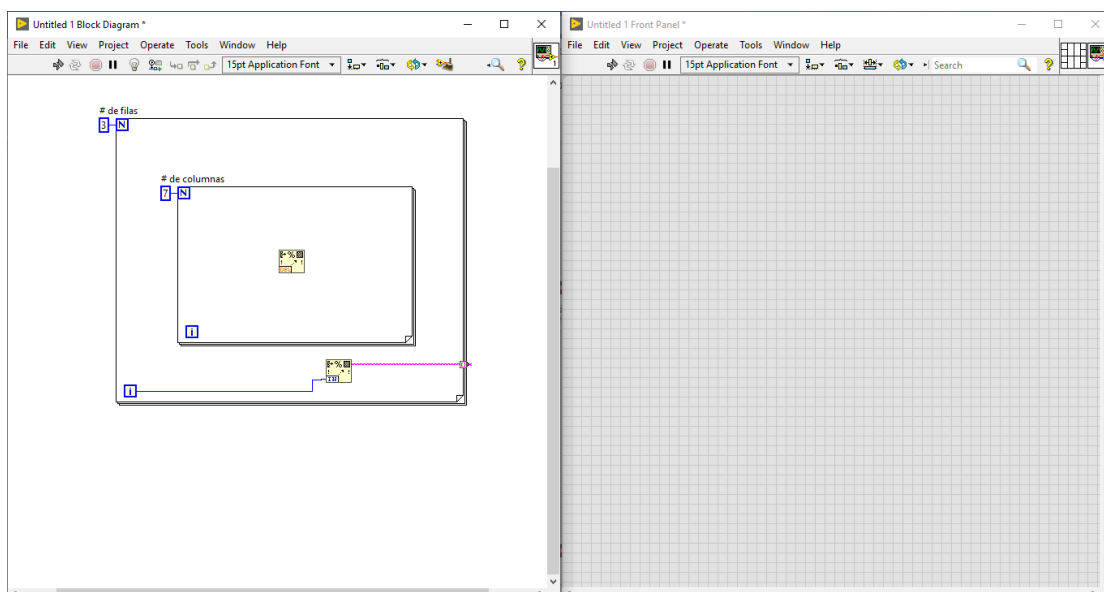 Untitled 1 Block Diagram *
File Edit View Project Operate Tools Window Help
15pt Application Font
1
# de filas
3 N
# de columnas
7 N
i
i
Untitled 1 Front Panel *
File Edit View Project Operate Tools Window Help
15pt Application Font Search